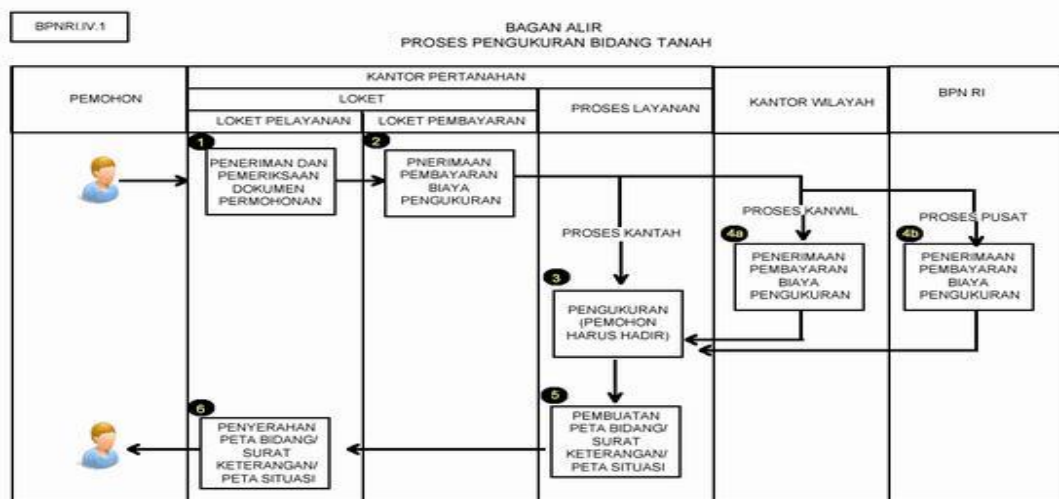 BPNRI.IV.1
BAGAN ALIR
PROSES PENGUKURAN BIDANG TANAH
PEMOHON
KANTOR PERTANAHAN
LOKET
LOKET PELAYANAN
LOKET PEMBAYARAN
PROSES LAYANAN
KANTOR WILAYAH
BPN RI
1
PENERIMAN DAN
PEMERIKSAAN
DOKUMEN
PERMOHONAN
2
PNERIMAAN
PEMBAYARAN
BIAYA
PENGUKURAN
PROSES KANTAH
PROSES KANWIL
PROSES PUSAT
3
PENGUKURAN
(PEMOHON
HARUS HADIR)
4a
PENERIMAAN
PEMBAYARAN
BIAYA
PENGUKURAN
4b
PENERIMAAN
PEMBAYARAN
BIAYA
PENGUKURAN
5
PEMBUATAN
PETA BIDANG/
SURAT
KETERANGAN/
PETA SITUASI
6
PENYERAHAN
PETA BIDANG/
SURAT
KETERANGAN/
PETA SITUASI